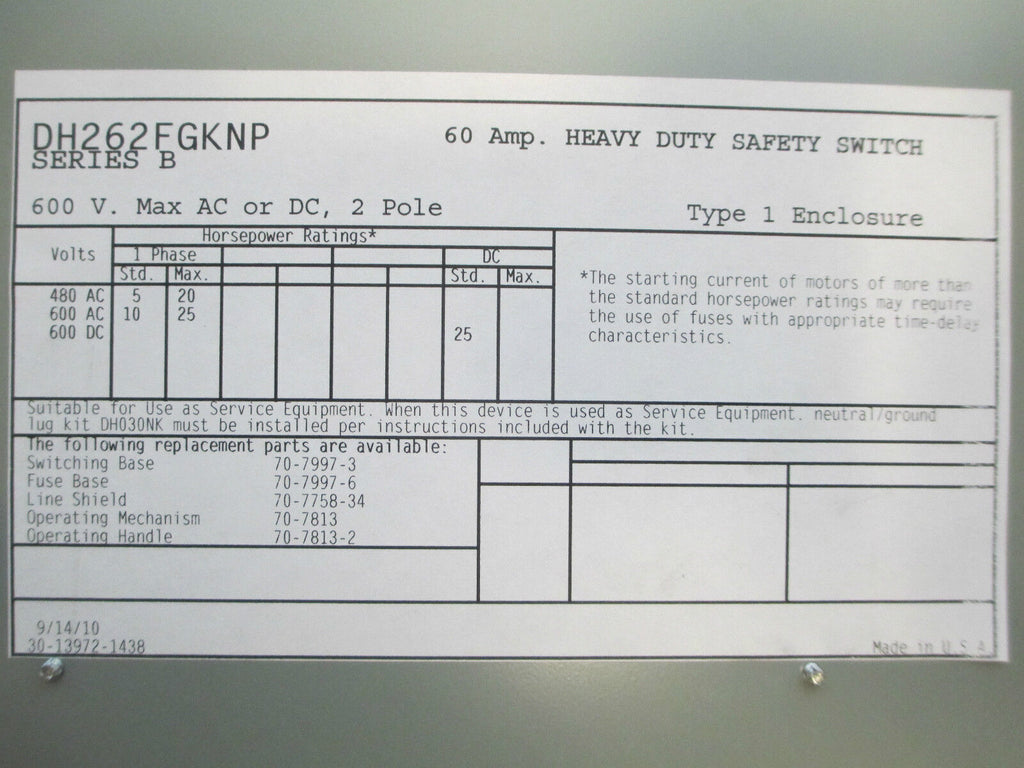 DH262FGKNP
60 Amp. HEAVY DUTY SAFETY SWITCH
SERIES B
600 V. Max AC or DC, 2 Pole
Type 1 Enclosure
Horsepower Ratings*
Volts
1 Phase
DC
Std. Max.
Std. Max.
480 AC 5 20
600 AC 10 25
600 DC 25
*The starting current of motors of more than
the standard horsepower ratings may require
the use of fuses with appropriate time-delay
characteristics.
Suitable for Use as Service Equipment. When this device is used as Service Equipment. neutral/ground
lug kit DH030NK must be installed per instructions included with the kit.
The following replacement parts are available:
Switching Base 70-7997-3
Fuse Base 70-7997-6
Line Shield 70-7758-34
Operating Mechanism 70-7813
Operating Handle 70-7813-2
9/14/10
30-13972-1438
Made in U.S.A.